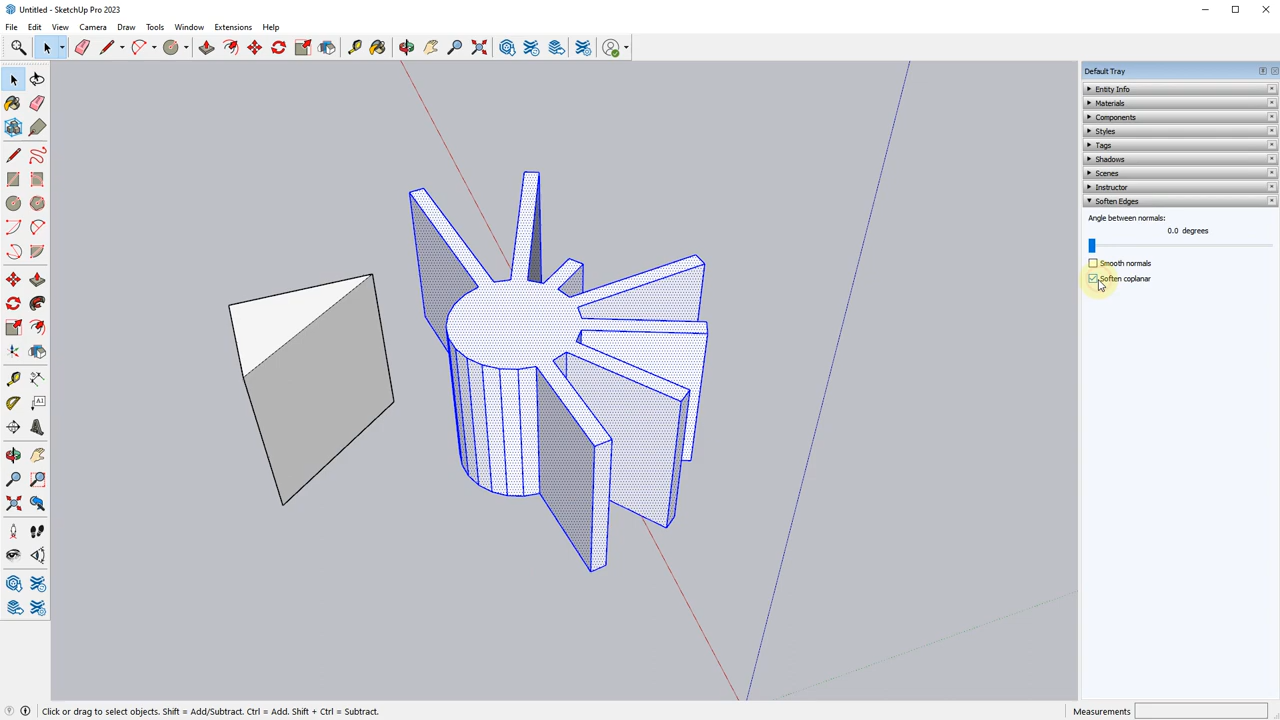 Untitled - SketchUp Pro 2023
File Edit View Camera Draw Tools Window Extensions Help
Default Tray
Entity Info
Materials
Components
Styles
Tags
Shadows
Scenes
Instructor
Soften Edges
Angle between normals:
0.0 degrees
Smooth normals
Soften coplanar
Click or drag to select objects. Shift = Add/Subtract. Ctrl = Add. Shift + Ctrl = Subtract.
Measurements